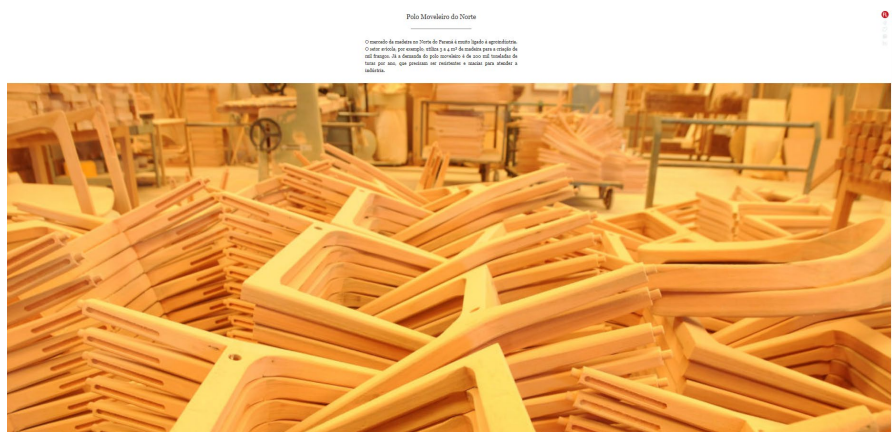 Polo Moveleiro do Norte
O mercado da madeira no Norte do Paraná é muito ligado à agroindústria.
O setor avícola, por exemplo, utiliza 3 a 4 m³ de madeira para a criação de
mil frangos. Já a demanda do polo moveleiro é de 200 mil toneladas de
toras por ano, que precisam ser resistentes e macias para atender a
indústria.